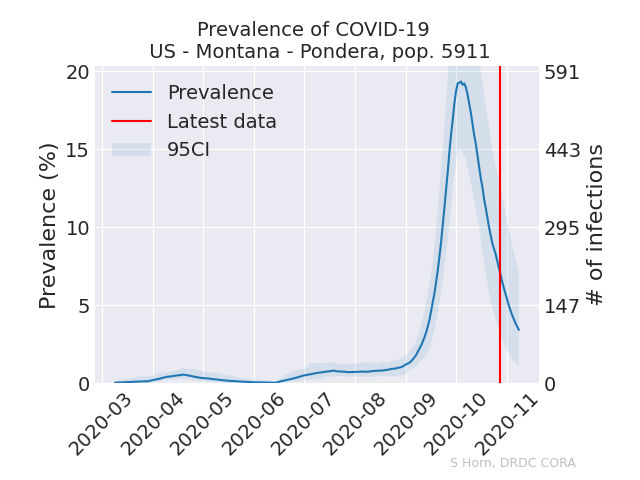 Prevalence of COVID-19
US - Montana - Pondera, pop. 5911
Prevalence
Latest data
95CI
Prevalence (%)
20
15
10
5
0
591
443
295
147
0
# of infections
2020-03
2020-04
2020-05
2020-06
2020-07
2020-08
2020-09
2020-10
2020-11
S Horn, DRDC CORA